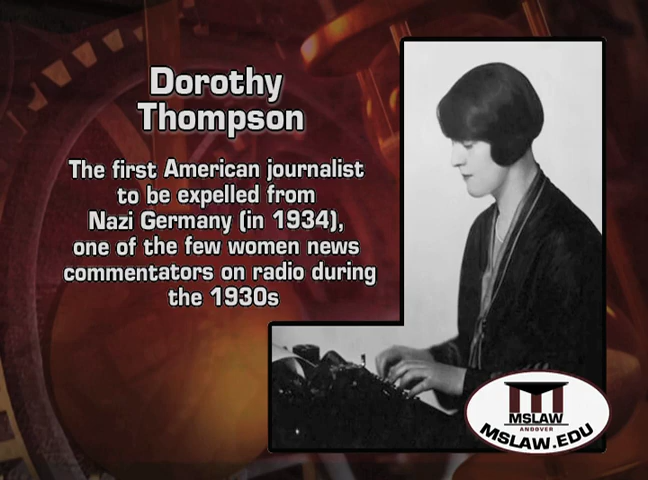 Dorothy
Thompson
The first American journalist
to be expelled from
Nazi Germany (in 1934),
one of the few women news
commentators on radio during
the 1930s
MSLAW
ANDOVER
MSLAW.EDU